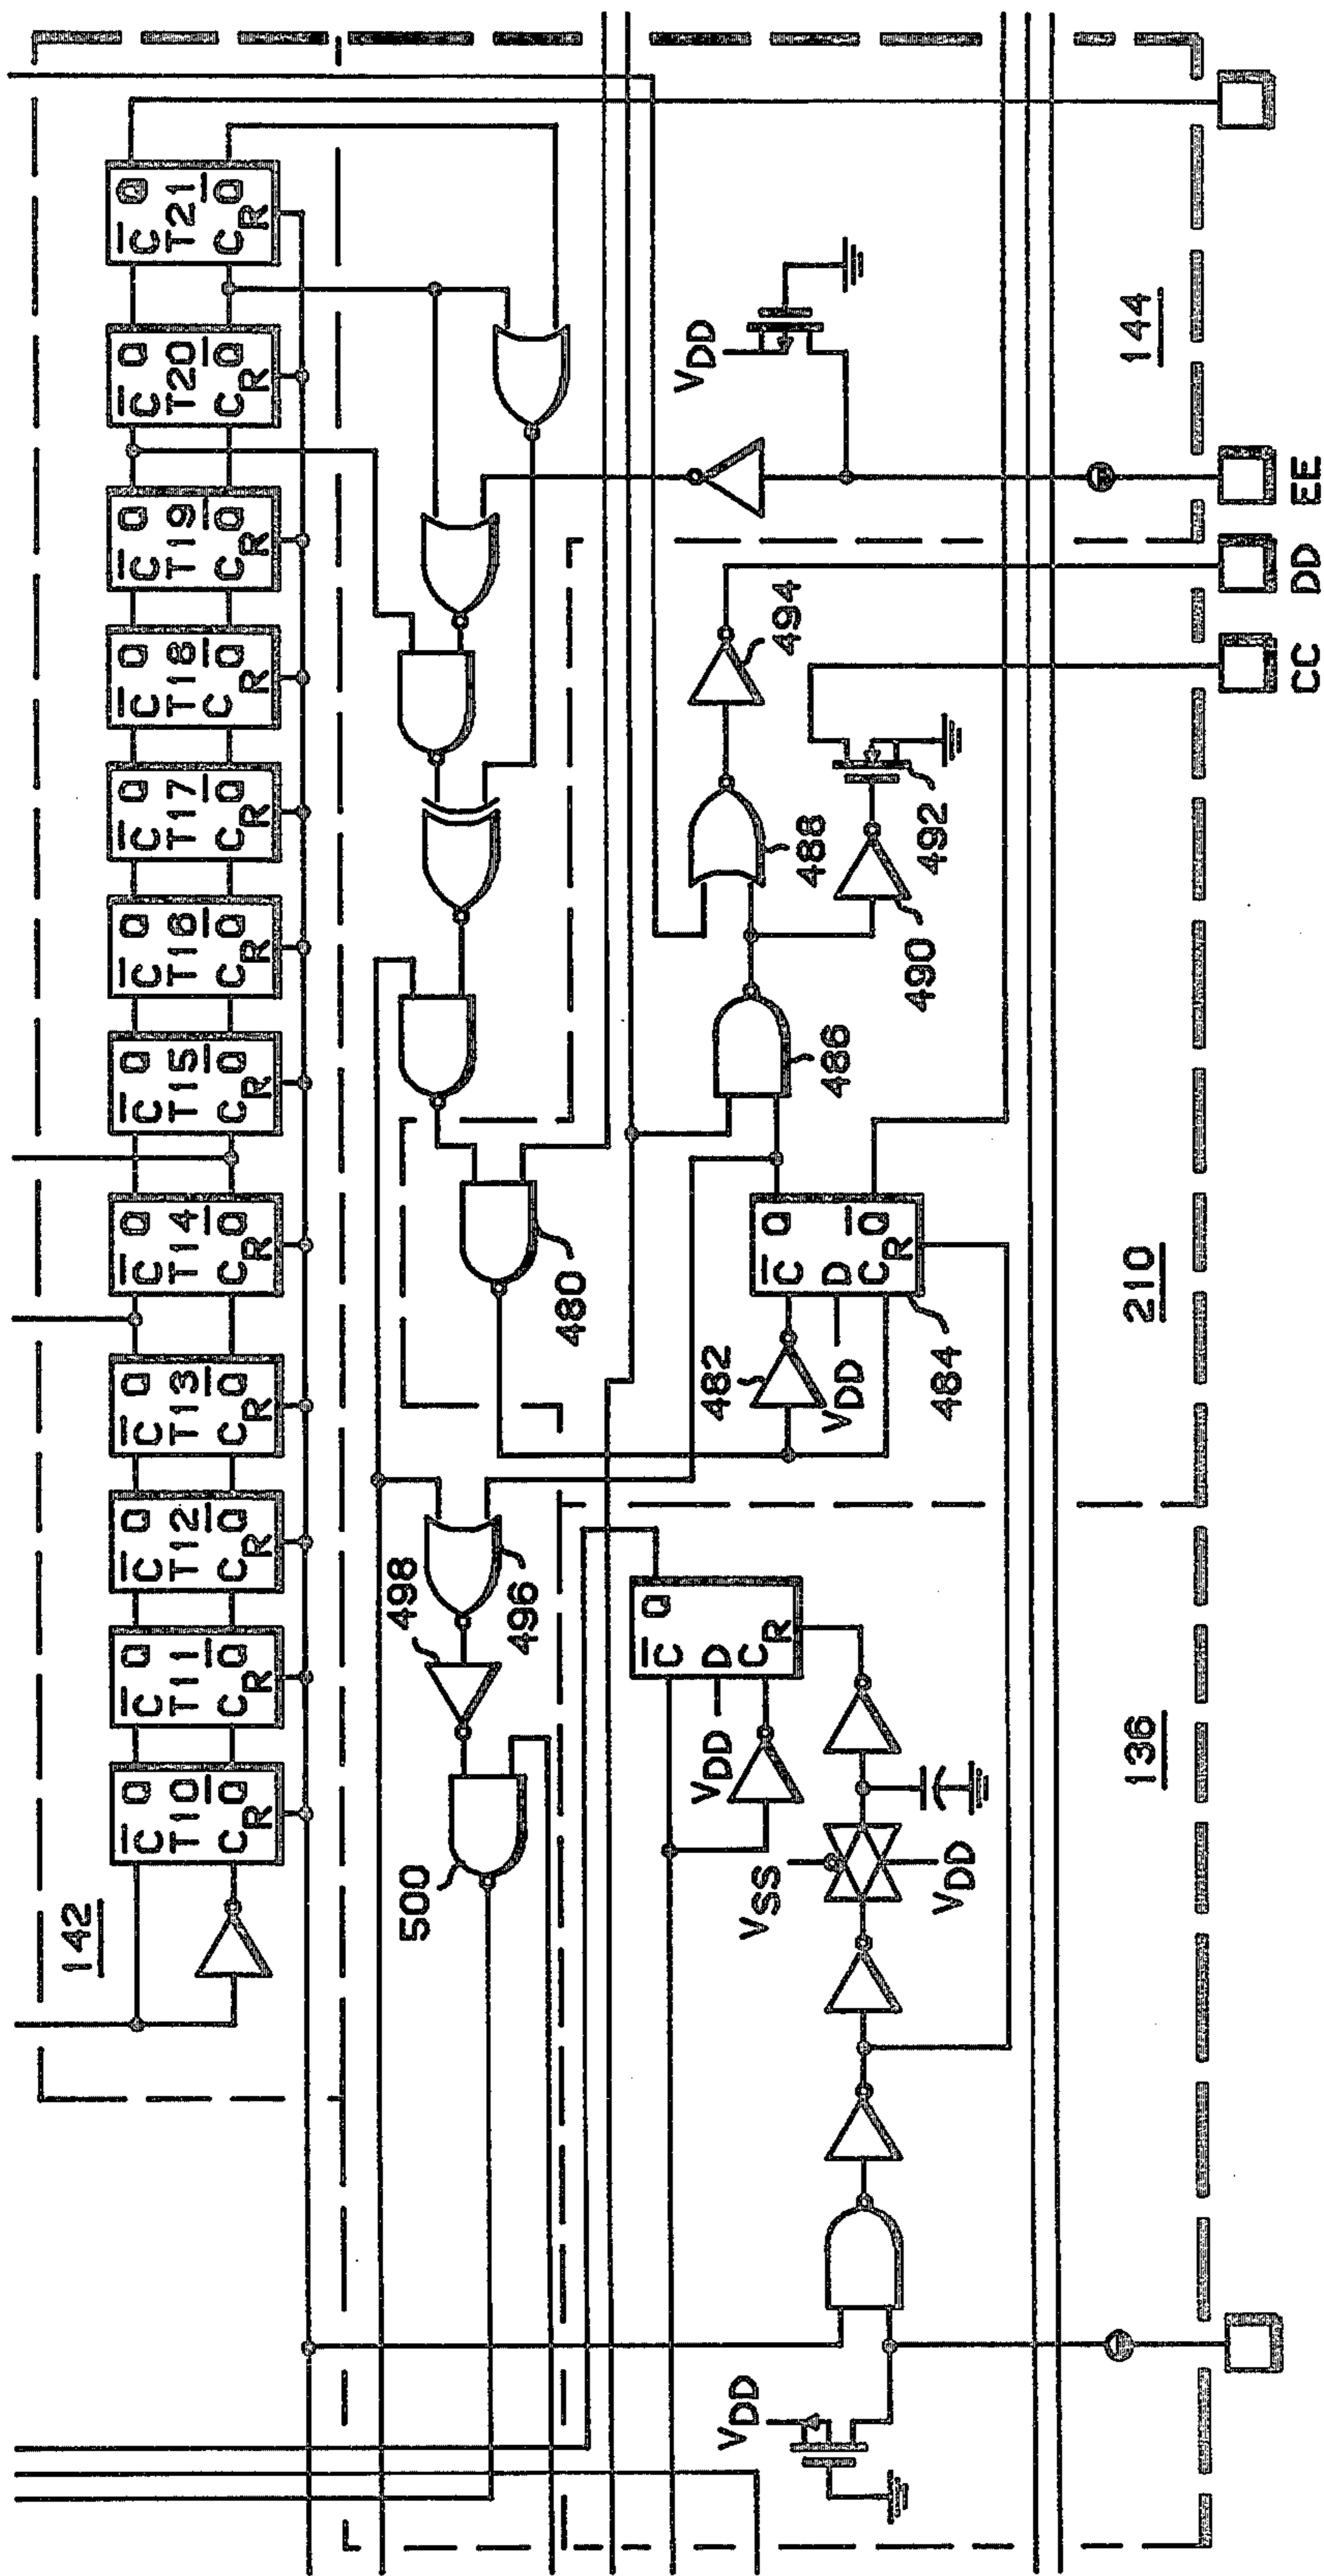 142
C̅ Q
T10
C Q̅
R
C̅ Q
T11
C Q̅
R
C̅ Q
T12
C Q̅
R
C̅ Q
T13
C Q̅
R
C̅ Q
T14
C Q̅
R
C̅ Q
T15
C Q̅
R
C̅ Q
T16
C Q̅
R
C̅ Q
T17
C Q̅
R
C̅ Q
T18
C Q̅
R
C̅ Q
T19
C Q̅
R
C̅ Q
T20
C Q̅
R
C̅ Q
T21
C Q̅
R
500
498
496
480
C̅ Q
D
C
R
VDD
VDD
VSS
VDD
482
VDD
C̅ Q
D
C Q̅
R
484
486
488
490
492
494
VDD
136
210
144
CC
DD
EE